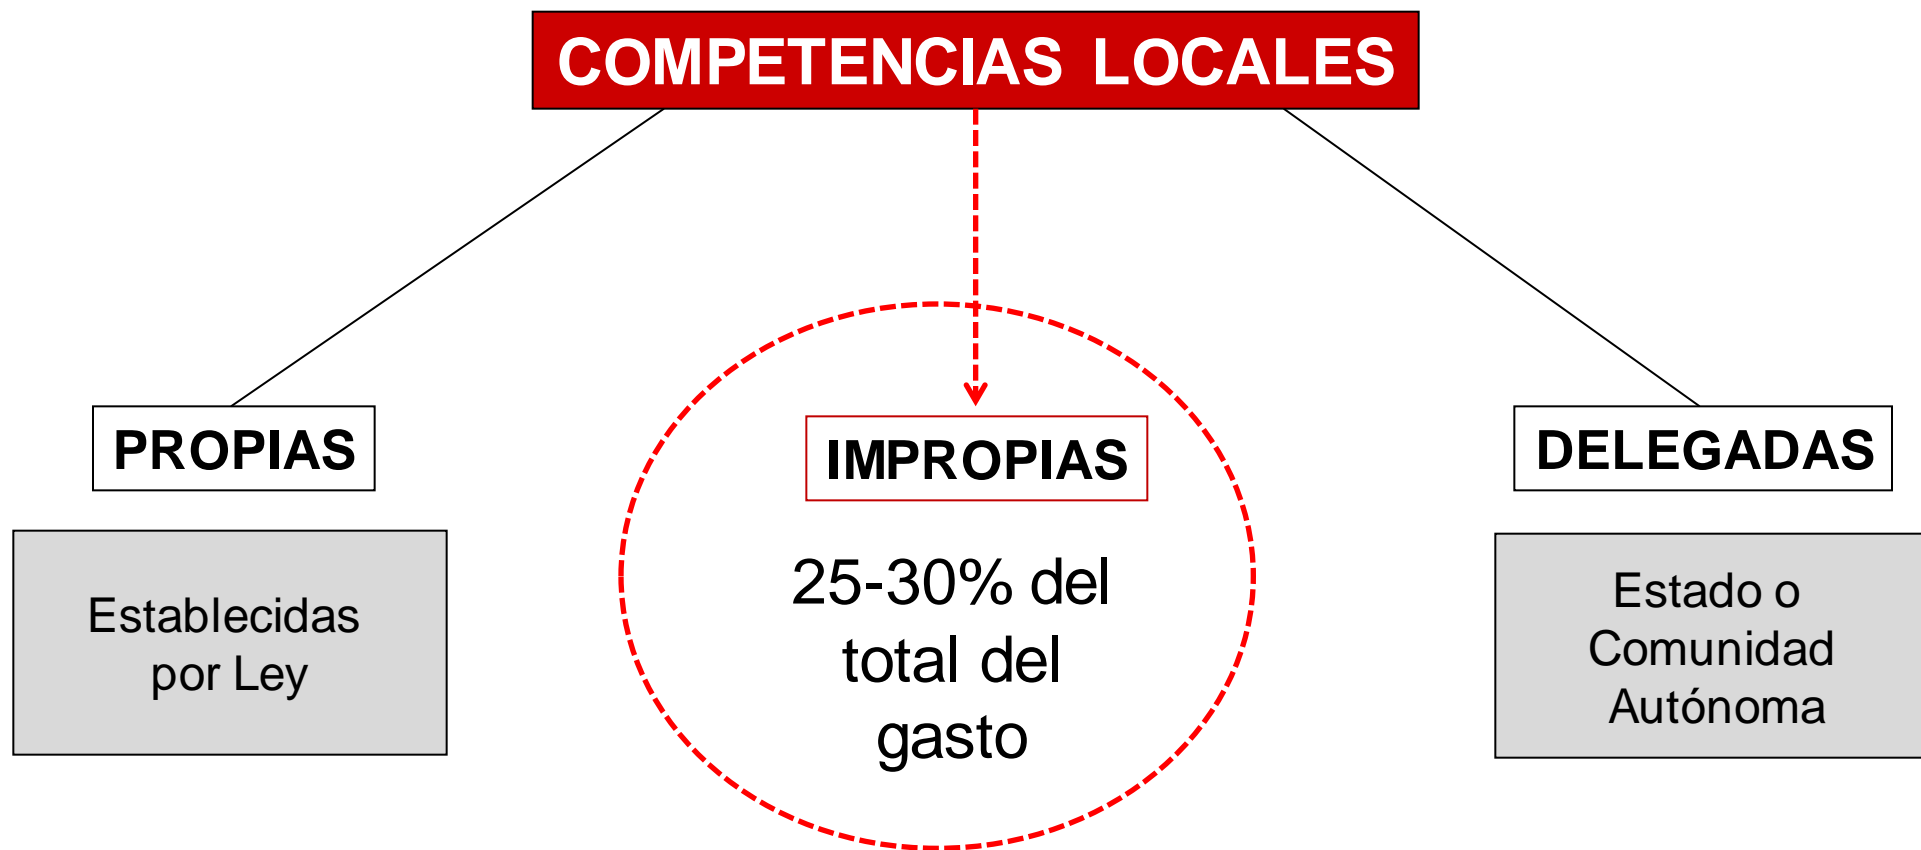 COMPETENCIAS LOCALES
PROPIAS
IMPROPIAS
DELEGADAS
Establecidas
por Ley
25-30% del
total del
gasto
Estado o
Comunidad
Autónoma